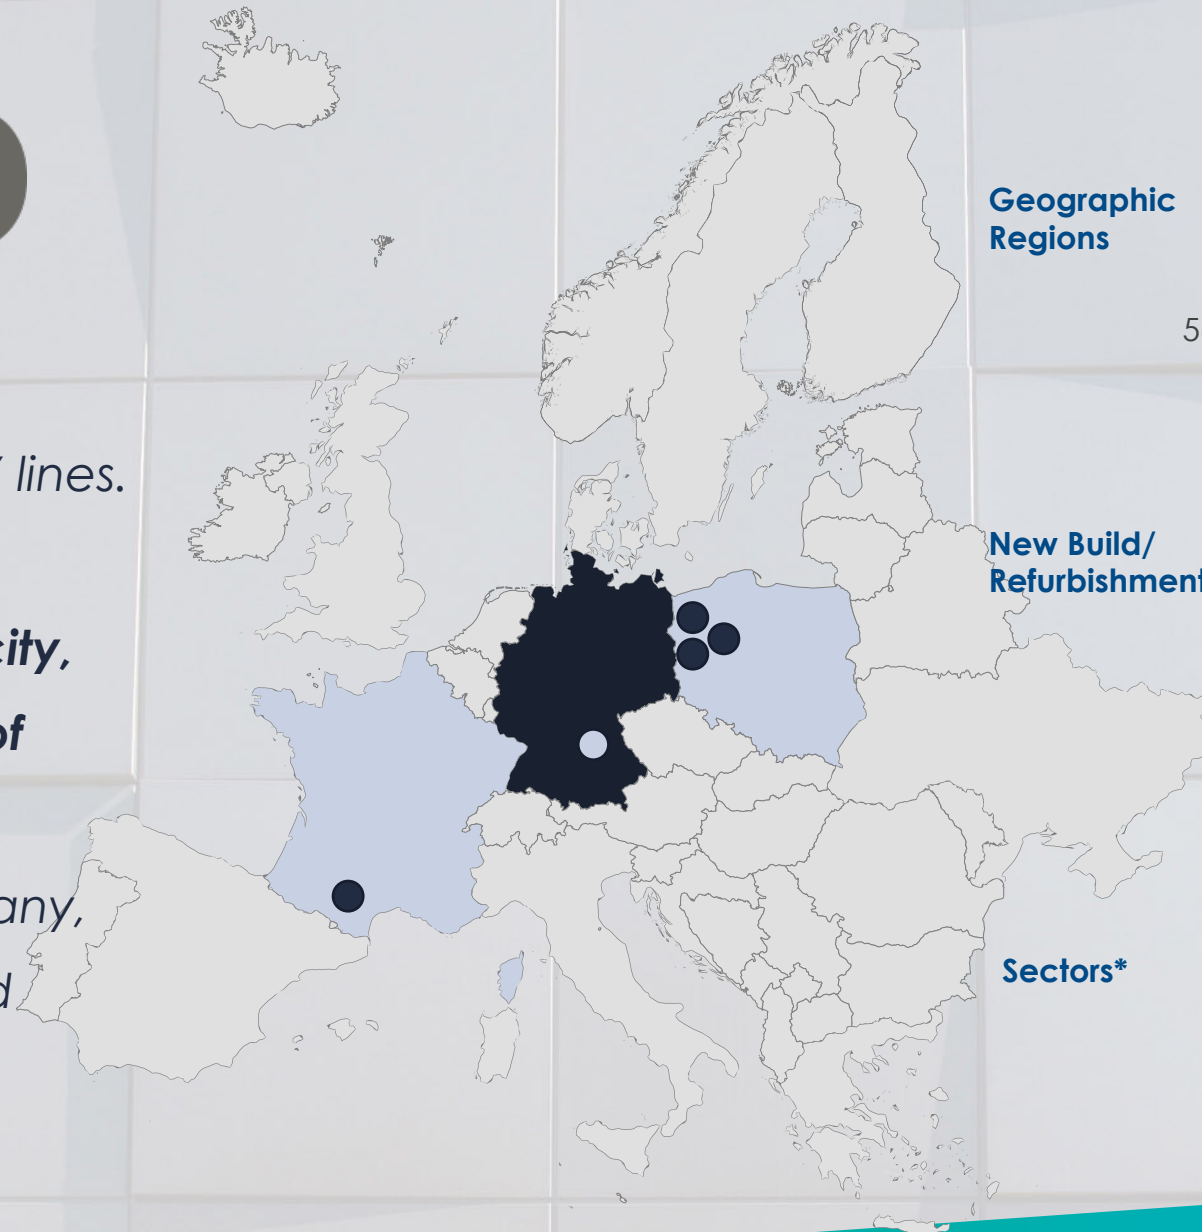 lines.
city,
of
any,
d
Geographic
Regions
5
New Build/
Refurbishment
Sectors*